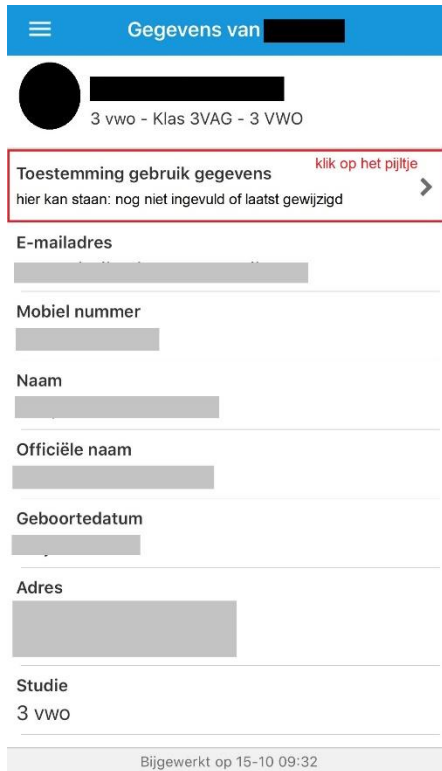 Gegevens van
3 vwo - Klas 3VAG - 3 VWO
klik op het pijltje
Toestemming gebruik gegevens
hier kan staan: nog niet ingevuld of laatst gewijzigd
E-mailadres
Mobiel nummer
Naam
Officiële naam
Geboortedatum
Adres
Studie
3 vwo
Bijgewerkt op 15-10 09:32